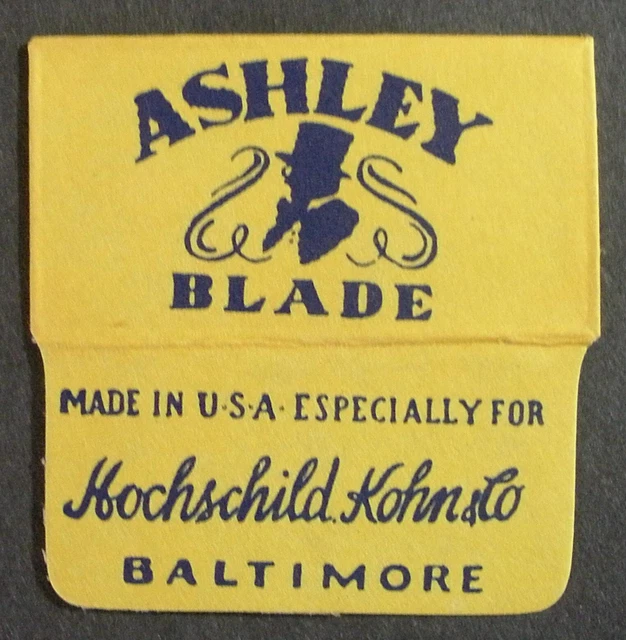 ASHLEY
BLADE
MADE IN U·S·A· ESPECIALLY FOR
Hochschild, Kohn & Co
BALTIMORE